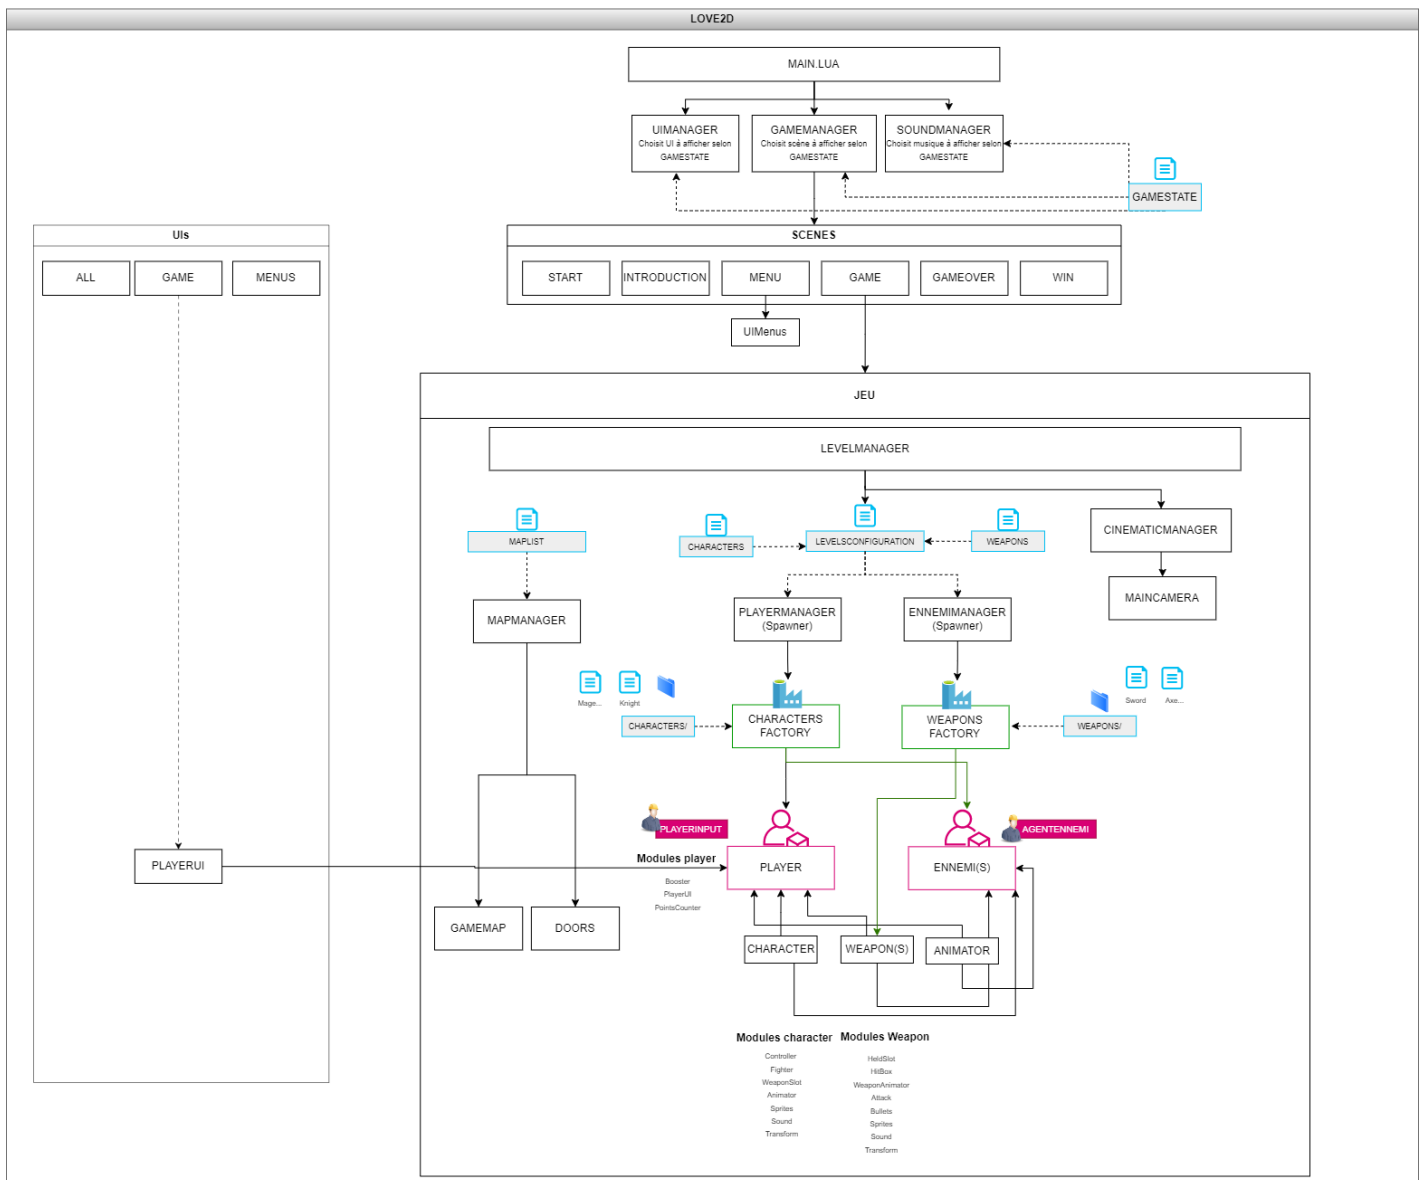 LOVE2D
MAIN.LUA
UIMANAGER
Choisit UI à afficher selon
GAMESTATE
GAMEMANAGER
Choisit scène à afficher selon
GAMESTATE
SOUNDMANAGER
Choisit musique à afficher selon
GAMESTATE
GAMESTATE
UIs
ALL
GAME
MENUS
SCENES
START
INTRODUCTION
MENU
GAME
GAMEOVER
WIN
UIMenus
JEU
LEVELMANAGER
MAPLIST
CHARACTERS
LEVELSCONFIGURATION
WEAPONS
CINEMATICMANAGER
MAINCAMERA
MAPMANAGER
PLAYERMANAGER
(Spawner)
ENNEMIMANAGER
(Spawner)
Mage...
Knight
Sword
Axe...
CHARACTERS/
CHARACTERS
FACTORY
WEAPONS
FACTORY
WEAPONS/
PLAYERINPUT
AGENTENNEMI
PLAYERUI
Modules player
Booster
PlayerUI
PointsCounter
PLAYER
ENNEMI(S)
GAMEMAP
DOORS
CHARACTER
WEAPON(S)
ANIMATOR
Modules character
Controller
Fighter
WeaponSlot
Animator
Sprites
Sound
Transform
Modules Weapon
HeldSlot
HitBox
WeaponAnimator
Attack
Bullets
Sprites
Sound
Transform